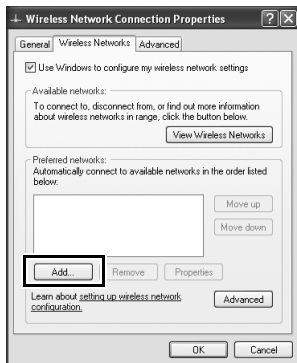 Wireless Network Connection Properties
General Wireless Networks Advanced
Use Windows to configure my wireless network settings
Available networks:
To connect to, disconnect from, or find out more information
about wireless networks in range, click the button below.
View Wireless Networks
Preferred networks:
Automatically connect to available networks in the order listed
below:
Move up
Move down
Add... Remove Properties
Learn about setting up wireless network
configuration.
Advanced
OK Cancel